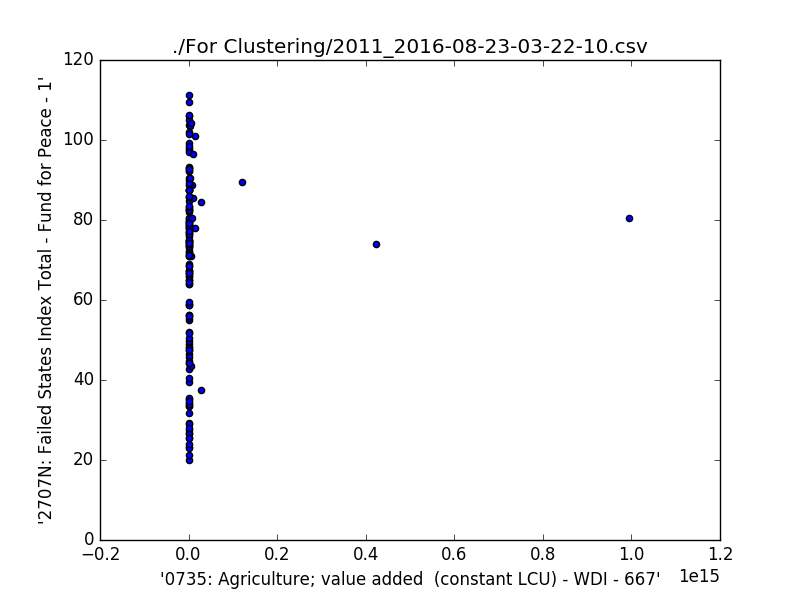 ./For Clustering/2011_2016-08-23-03-22-10.csv
120
100
80
60
40
20
0
'2707N: Failed States Index Total - Fund for Peace - 1'
−0.2 0.0 0.2 0.4 0.6 0.8 1.0 1.2
1e15
'0735: Agriculture; value added  (constant LCU) - WDI - 667'